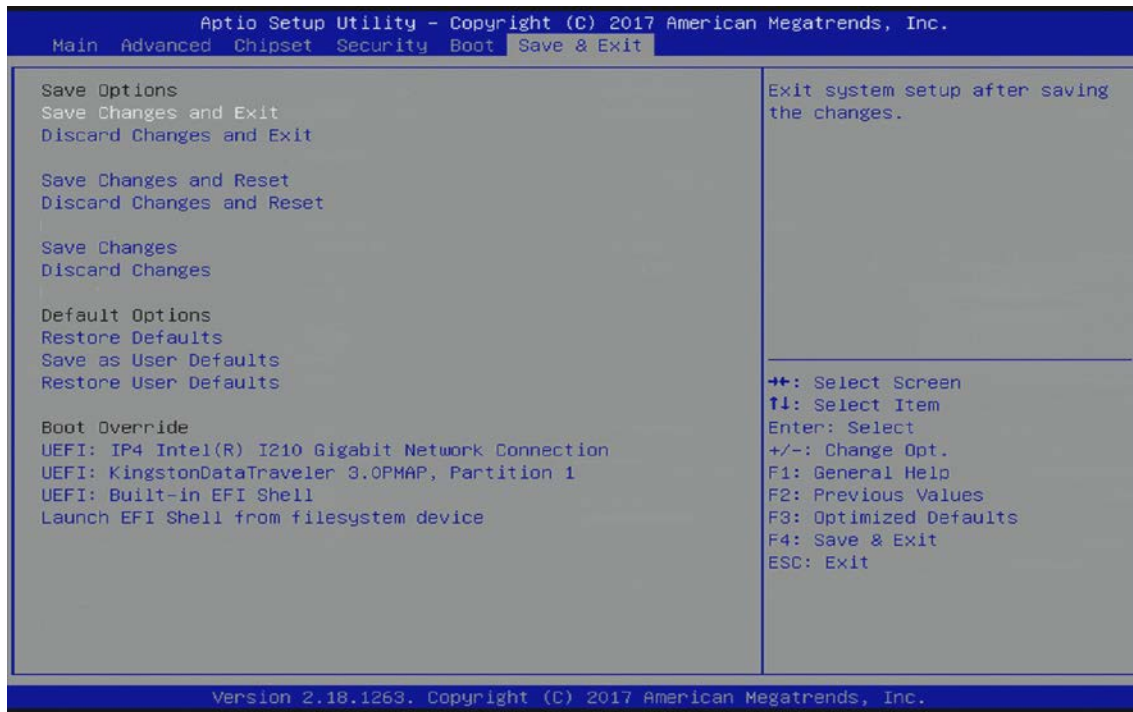 Aptio Setup Utility – Copyright (C) 2017 American Megatrends, Inc.
Main Advanced Chipset Security Boot Save & Exit
Save Options
Save Changes and Exit
Discard Changes and Exit
Save Changes and Reset
Discard Changes and Reset
Save Changes
Discard Changes
Default Options
Restore Defaults
Save as User Defaults
Restore User Defaults
Boot Override
UEFI: IP4 Intel(R) I210 Gigabit Network Connection
UEFI: KingstonDataTraveler 3.0PMAP, Partition 1
UEFI: Built-in EFI Shell
Launch EFI Shell from filesystem device
Exit system setup after saving
the changes.
→←: Select Screen
↑↓: Select Item
Enter: Select
+/-: Change Opt.
F1: General Help
F2: Previous Values
F3: Optimized Defaults
F4: Save & Exit
ESC: Exit
Version 2.18.1263. Copyright (C) 2017 American Megatrends, Inc.